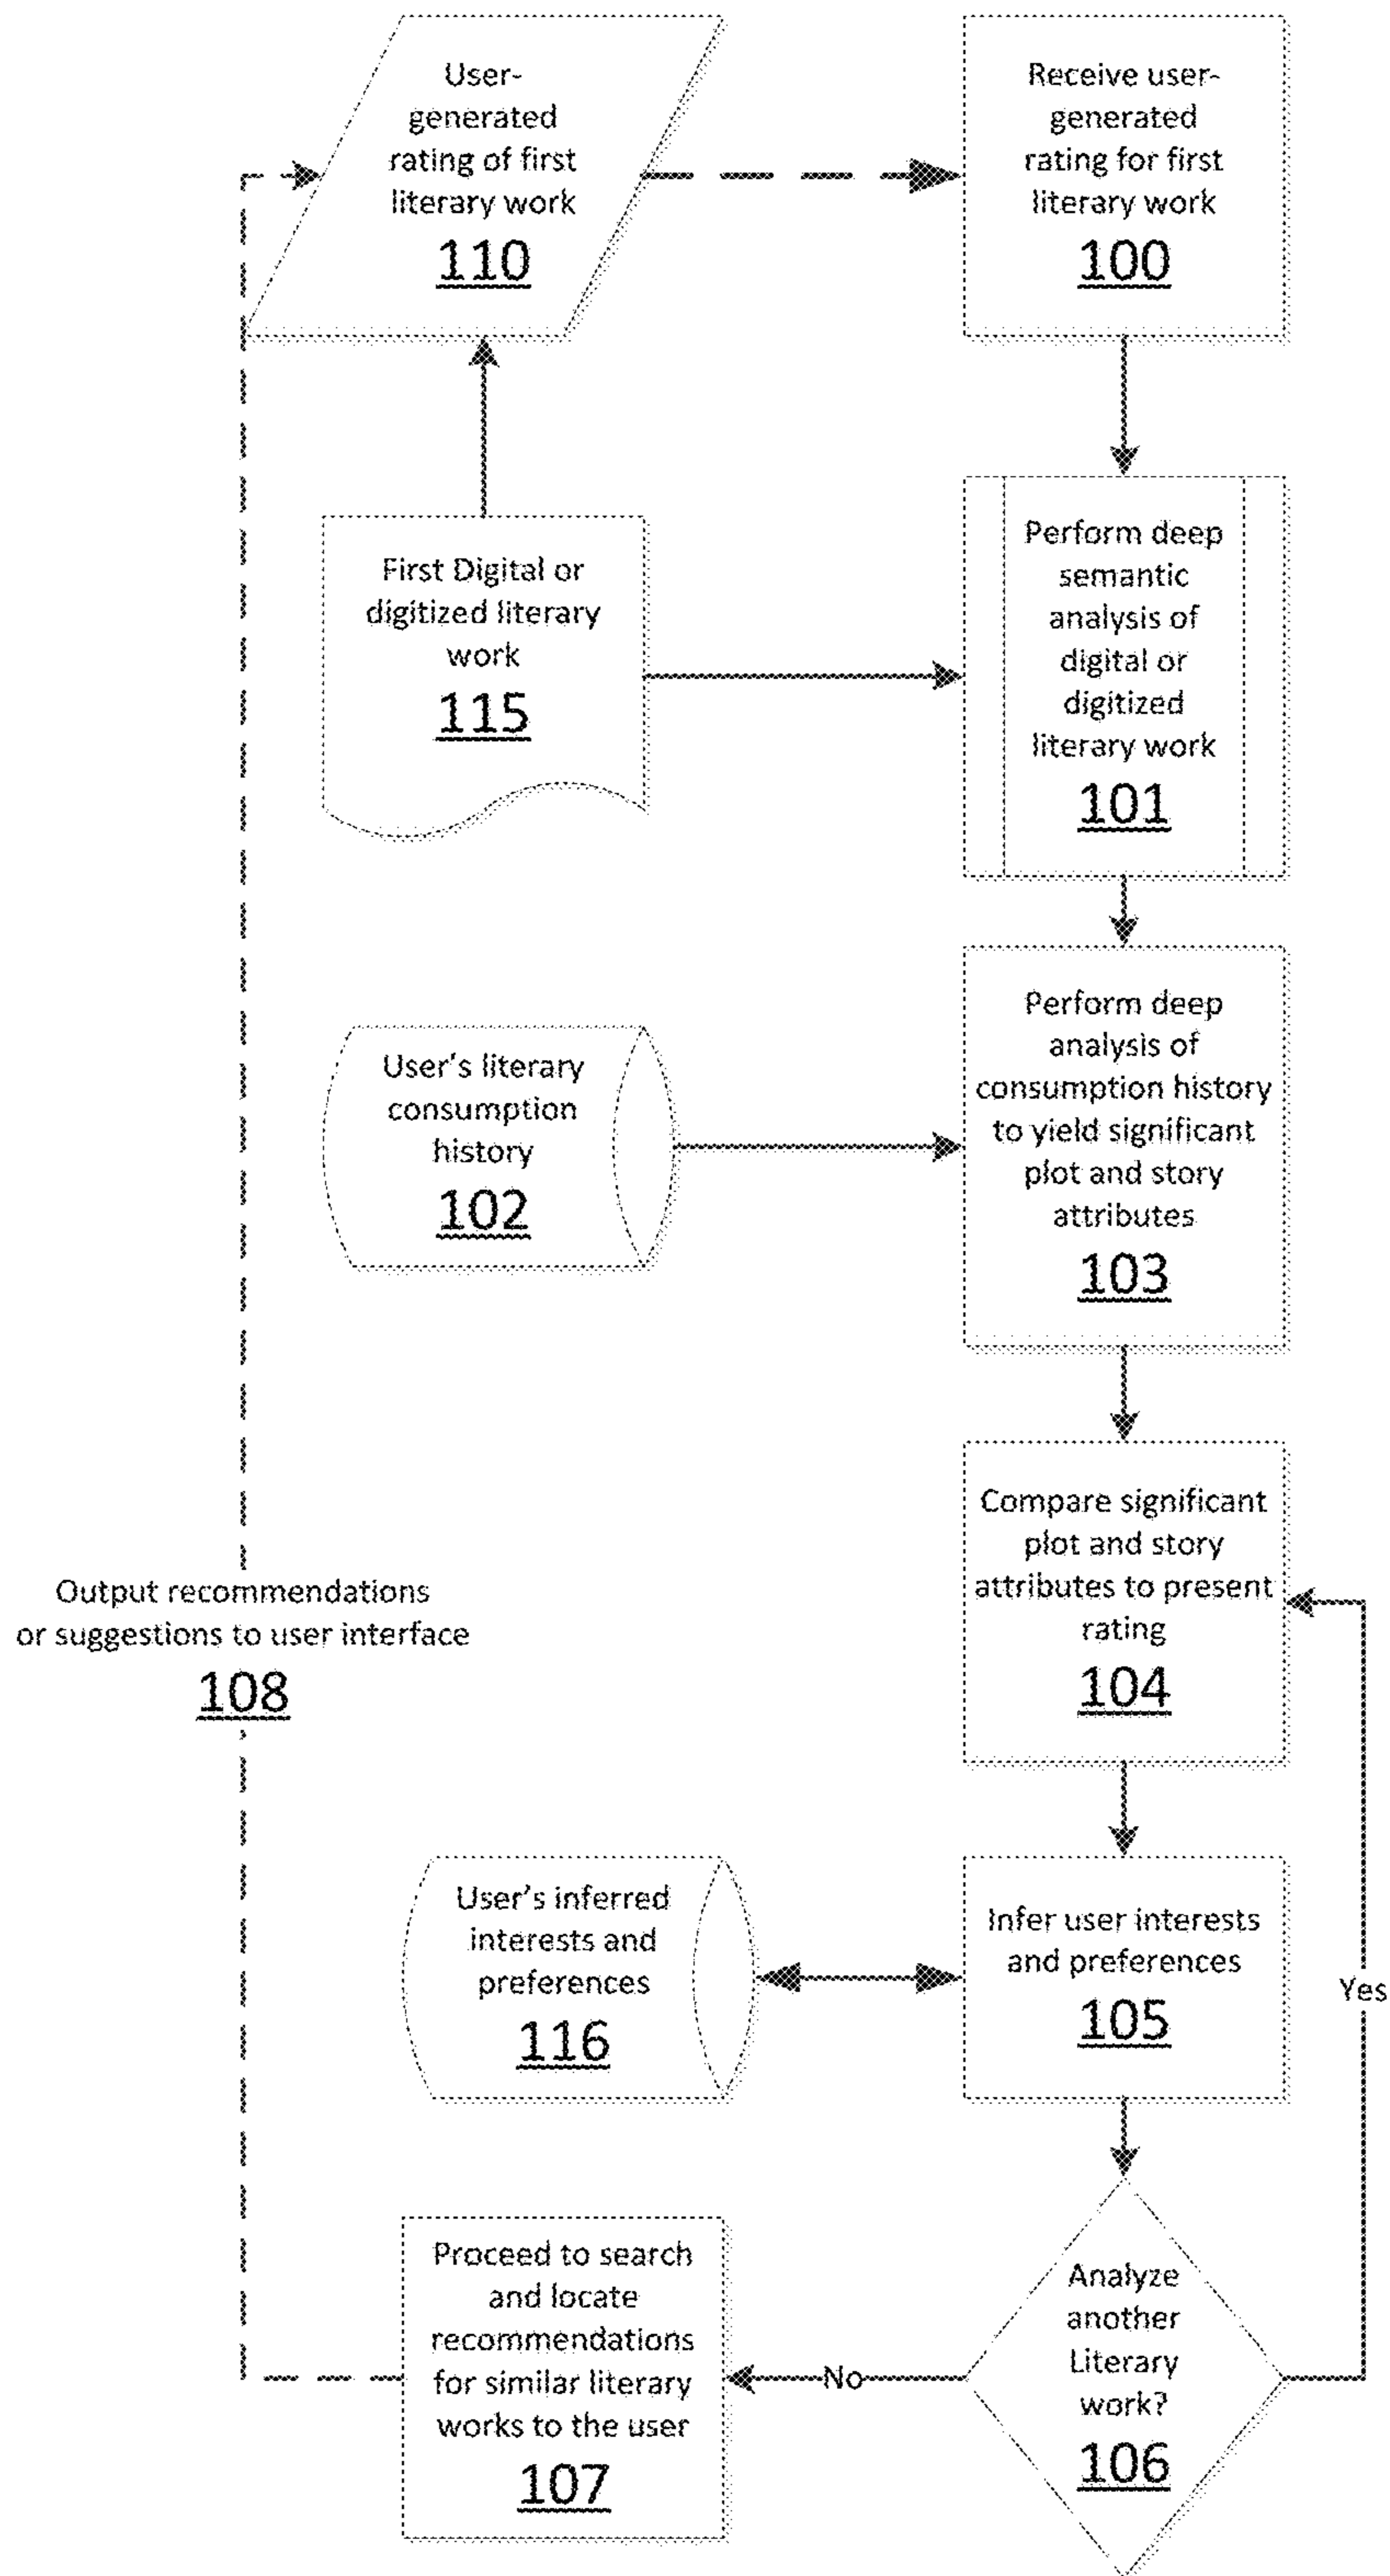 User-
generated
rating of first
literary work
110
Receive user-
generated
rating for first
literary work
100
First Digital or
digitized literary
work
115
Perform deep
semantic
analysis of
digital or
digitized
literary work
101
User's literary
consumption
history
102
Perform deep
analysis of
consumption history
to yield significant
plot and story
attributes
103
Compare significant
plot and story
attributes to present
rating
104
Output recommendations
or suggestions to user interface
108
User's inferred
interests and
preferences
116
Infer user interests
and preferences
105
Yes
Proceed to search
and locate
recommendations
for similar literary
works to the user
107
No
Analyze
another
Literary
work?
106